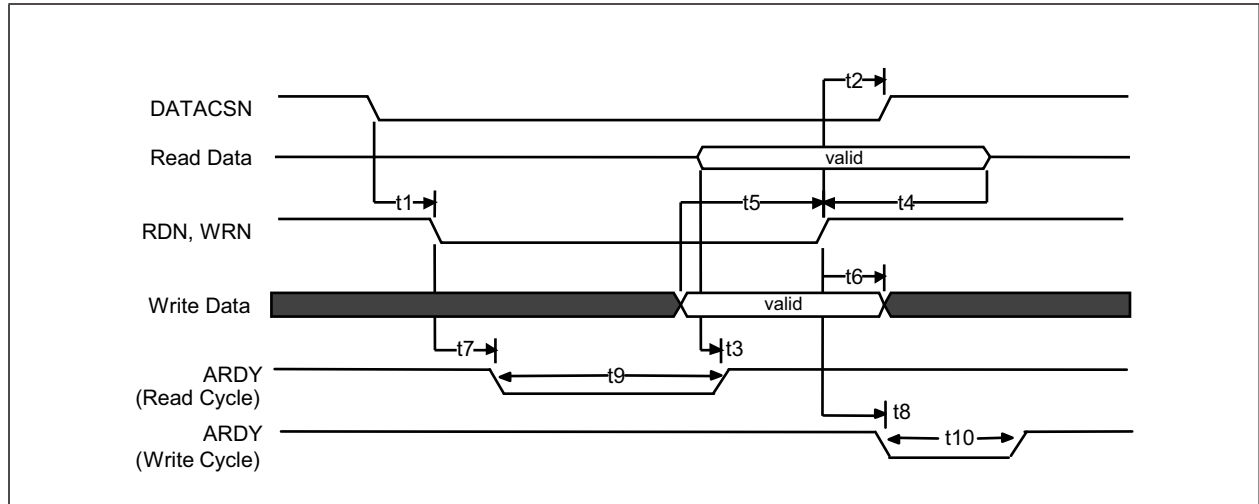 t2
DATACSN
Read Data
valid
t1
t5
t4
RDN, WRN
t6
Write Data
valid
t7
t3
ARDY
(Read Cycle)
t9
t8
ARDY
(Write Cycle)
t10